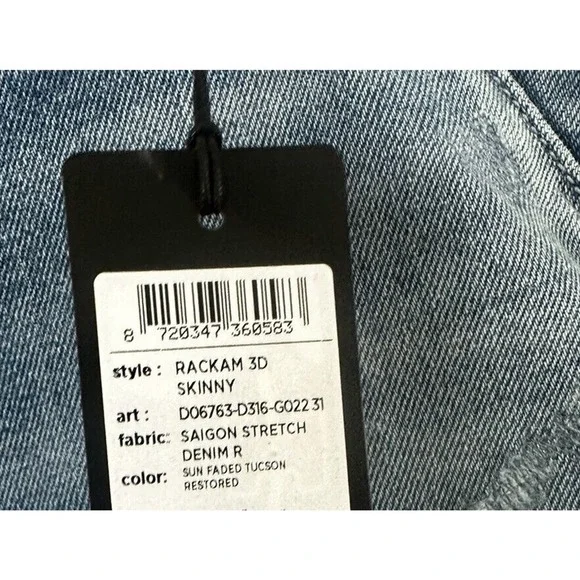 8 720347 360583
style : RACKAM 3D
SKINNY
art : D06763-D316-G022 31
fabric: SAIGON STRETCH
DENIM R
color: SUN FADED TUCSON
RESTORED